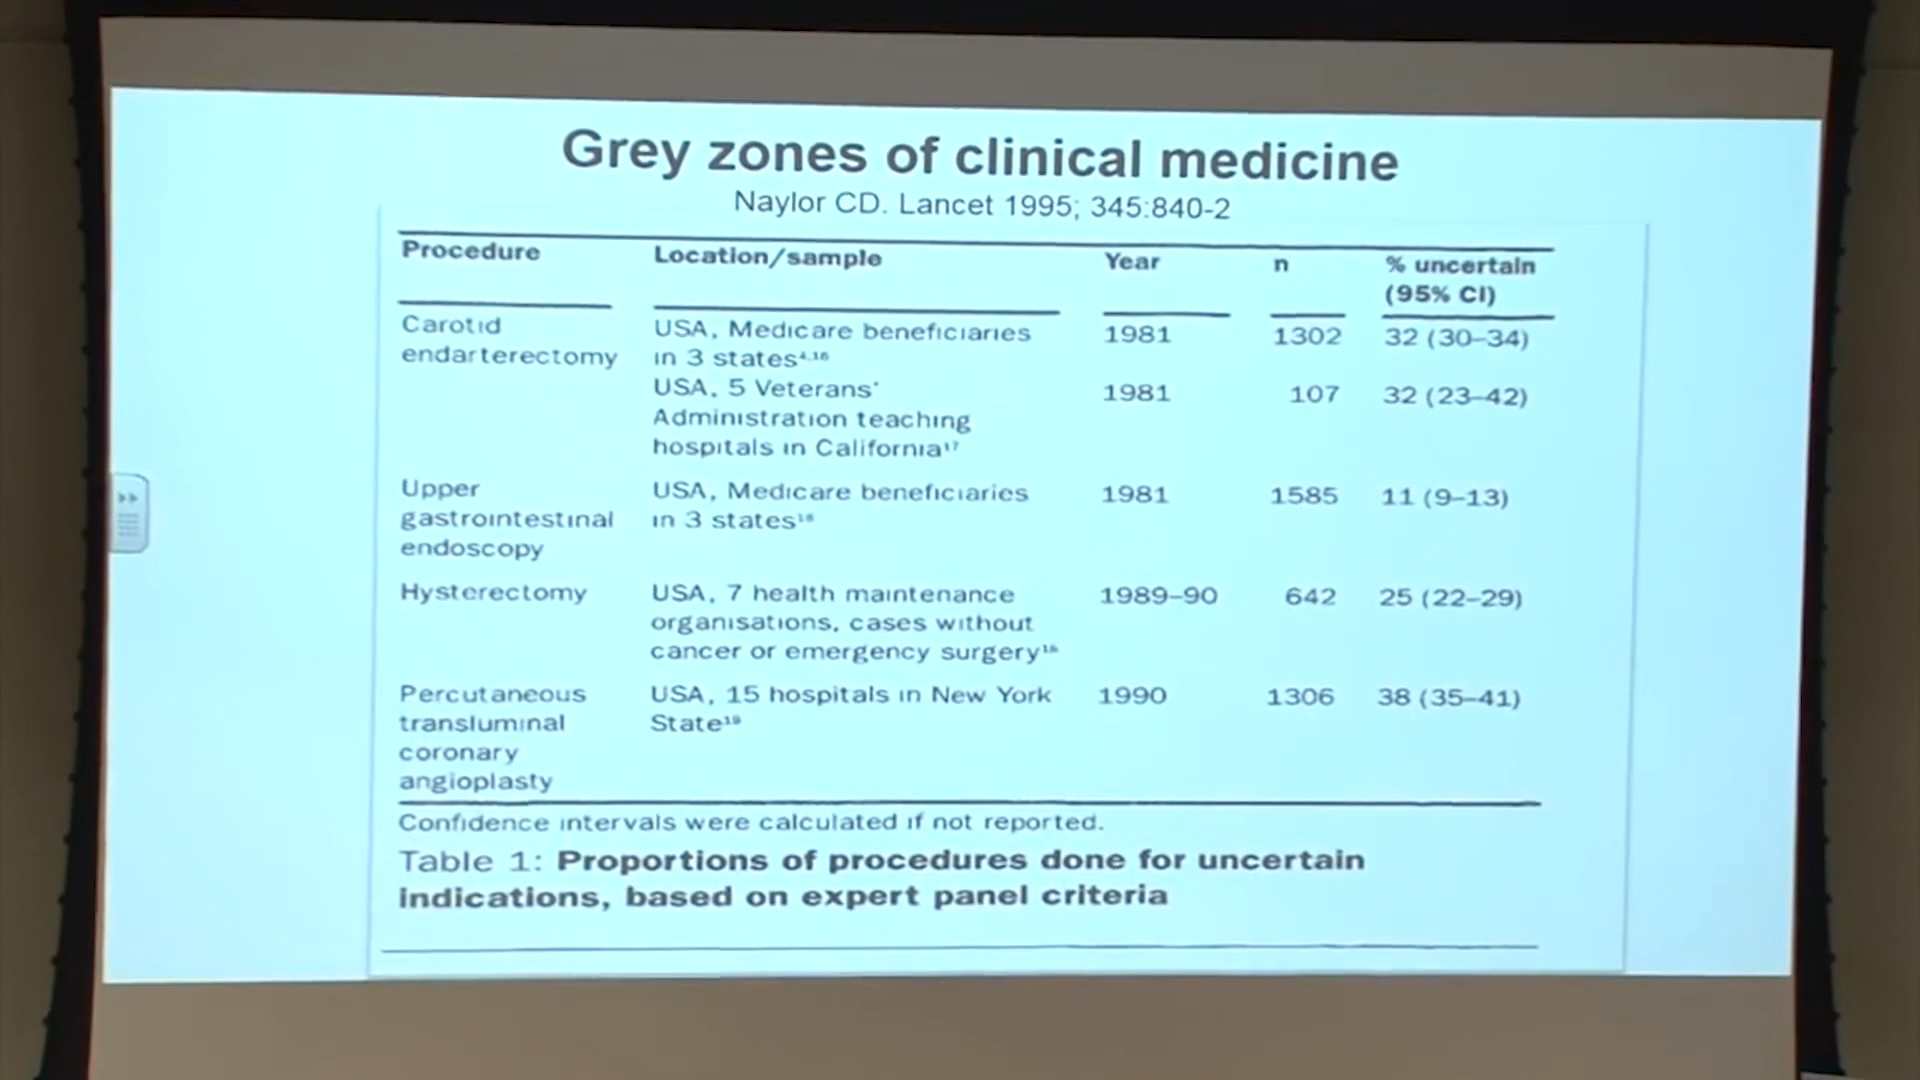 Grey zones of clinical medicine
Naylor CD. Lancet 1995; 345:840-2
Procedure Location/sample Year n % uncertain
(95% CI)
Carotid USA, Medicare beneficiaries 1981 1302 32 (30–34)
endarterectomy in 3 states
USA, 5 Veterans' 1981 107 32 (23–42)
Administration teaching
hospitals in California¹⁷
Upper USA, Medicare beneficiaries 1981 1585 11 (9–13)
gastrointestinal in 3 states
endoscopy
Hysterectomy USA, 7 health maintenance 1989–90 642 25 (22–29)
organisations, cases without
cancer or emergency surgery
Percutaneous USA, 15 hospitals in New York 1990 1306 38 (35–41)
transluminal State¹⁹
coronary
angioplasty
Confidence intervals were calculated if not reported.
Table 1: Proportions of procedures done for uncertain
indications, based on expert panel criteria